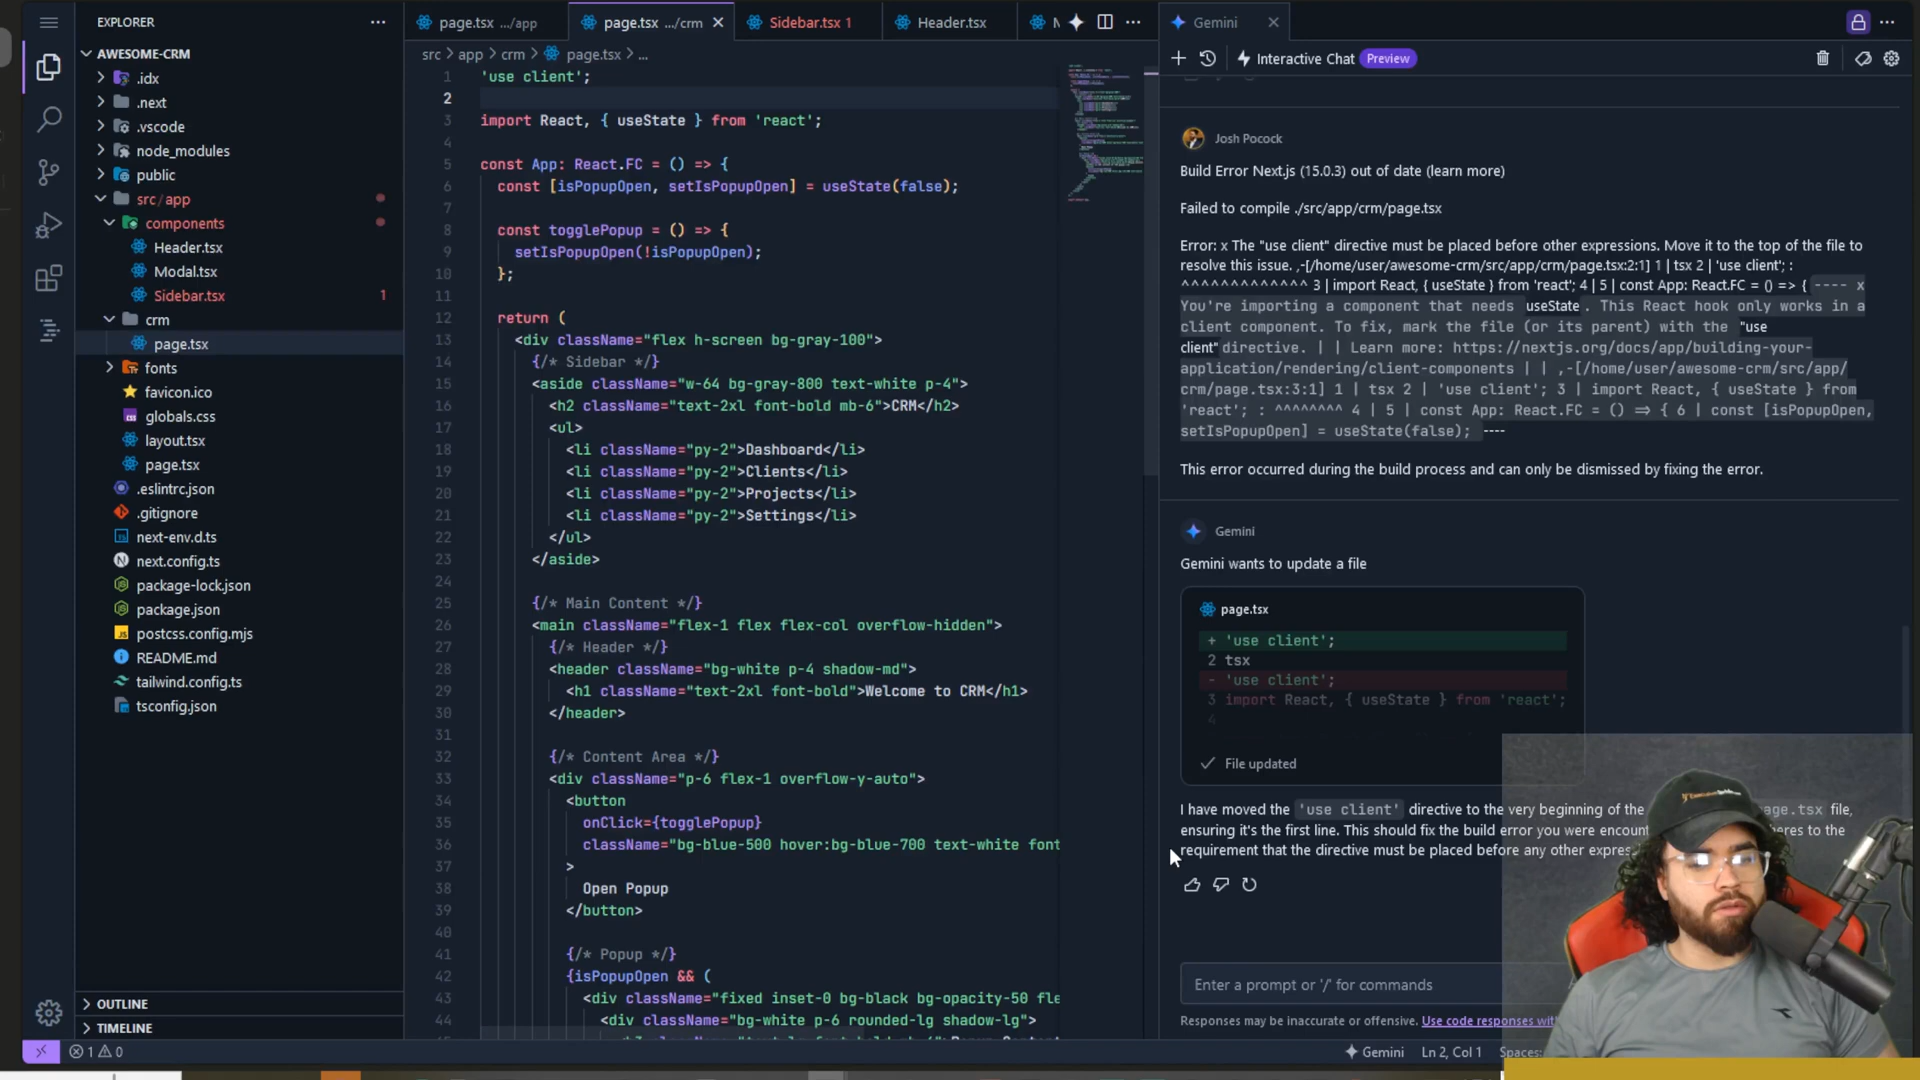 EXPLORER
AWESOME-CRM
.idx
.next
.vscode
node_modules
public
src/app
components
Header.tsx
Modal.tsx
Sidebar.tsx 1
crm
page.tsx
fonts
favicon.ico
globals.css
layout.tsx
page.tsx
.eslintrc.json
.gitignore
next-env.d.ts
next.config.ts
package-lock.json
package.json
postcss.config.mjs
README.md
tailwind.config.ts
tsconfig.json
OUTLINE
TIMELINE
1 0
page.tsx .../app
page.tsx .../crm
Sidebar.tsx 1
Header.tsx
src > app > crm > page.tsx > ...
1 'use client';
2
3 import React, { useState } from 'react';
4
5 const App: React.FC = () => {
6 const [isPopupOpen, setIsPopupOpen] = useState(false);
7
8 const togglePopup = () => {
9 setIsPopupOpen(!isPopupOpen);
10 };
11
12 return (
13 <div className="flex h-screen bg-gray-100">
14 {/* Sidebar */}
15 <aside className="w-64 bg-gray-800 text-white p-4">
16 <h2 className="text-2xl font-bold mb-6">CRM</h2>
17 <ul>
18 <li className="py-2">Dashboard</li>
19 <li className="py-2">Clients</li>
20 <li className="py-2">Projects</li>
21 <li className="py-2">Settings</li>
22 </ul>
23 </aside>
24
25 {/* Main Content */}
26 <main className="flex-1 flex flex-col overflow-hidden">
27 {/* Header */}
28 <header className="bg-white p-4 shadow-md">
29 <h1 className="text-2xl font-bold">Welcome to CRM</h1>
30 </header>
31
32 {/* Content Area */}
33 <div className="p-6 flex-1 overflow-y-auto">
34 <button
35 onClick={togglePopup}
36 className="bg-blue-500 hover:bg-blue-700 text-white font
37 >
38 Open Popup
39 </button>
40
41 {/* Popup */}
42 {isPopupOpen && (
43 <div className="fixed inset-0 bg-black bg-opacity-50 fle
44 <div className="bg-white p-6 rounded-lg shadow-lg">
Gemini
Interactive Chat Preview
Josh Pocock
Build Error Next.js (15.0.3) out of date (learn more)
Failed to compile ./src/app/crm/page.tsx
Error: x The "use client" directive must be placed before other expressions. Move it to the top of the file to
resolve this issue. ,-[/home/user/awesome-crm/src/app/crm/page.tsx:2:1] 1 | tsx 2 | 'use client'; :
^^^^^^^^^^^^^ 3 | import React, { useState } from 'react'; 4 | 5 | const App: React.FC = () => { ---- x
You're importing a component that needs useState . This React hook only works in a
client component. To fix, mark the file (or its parent) with the "use
client" directive. | | Learn more: https://nextjs.org/docs/app/building-your-
application/rendering/client-components | | ,-[/home/user/awesome-crm/src/app/
crm/page.tsx:3:1] 1 | tsx 2 | 'use client'; 3 | import React, { useState } from
'react'; : ^^^^^^^^ 4 | 5 | const App: React.FC = () => { 6 | const [isPopupOpen,
setIsPopupOpen] = useState(false); ----
This error occurred during the build process and can only be dismissed by fixing the error.
Gemini
Gemini wants to update a file
page.tsx
+ 'use client';
2 tsx
- 'use client';
3 import React, { useState } from 'react';
4
File updated
I have moved the 'use client' directive to the very beginning of the page.tsx file,
ensuring it's the first line. This should fix the build error you were to the
requirement that the directive must be placed before any other
Enter a prompt or '/' for commands
Responses may be inaccurate or offensive. Use code responses
Gemini Ln 2, Col 1 Spaces: